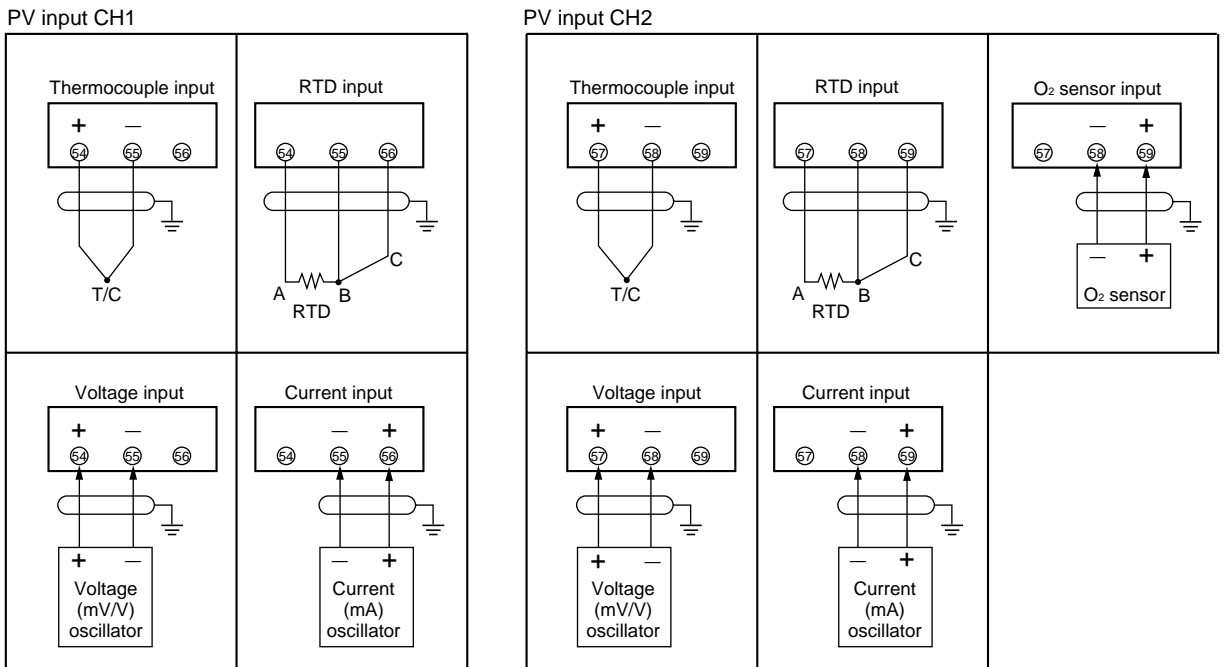 PV input CH1
Thermocouple input
+ —
54 55 56
T/C
RTD input
54 55 56
A B C
RTD
Voltage input
+ —
54 55 56
+ —
Voltage
(mV/V)
oscillator
Current input
— +
54 55 56
— +
Current
(mA)
oscillator
PV input CH2
Thermocouple input
+ —
57 58 59
T/C
RTD input
57 58 59
A B C
RTD
O₂ sensor input
— +
57 58 59
— +
O₂ sensor
Voltage input
+ —
57 58 59
+ —
Voltage
(mV/V)
oscillator
Current input
— +
57 58 59
— +
Current
(mA)
oscillator